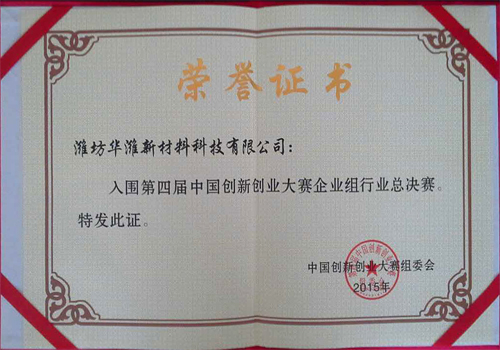 荣誉证书
潍坊华潍新材料科技有限公司：
入围第四届中国创新创业大赛企业组行业总决赛。
特发此证。
中国创新创业大赛组委会
2015年